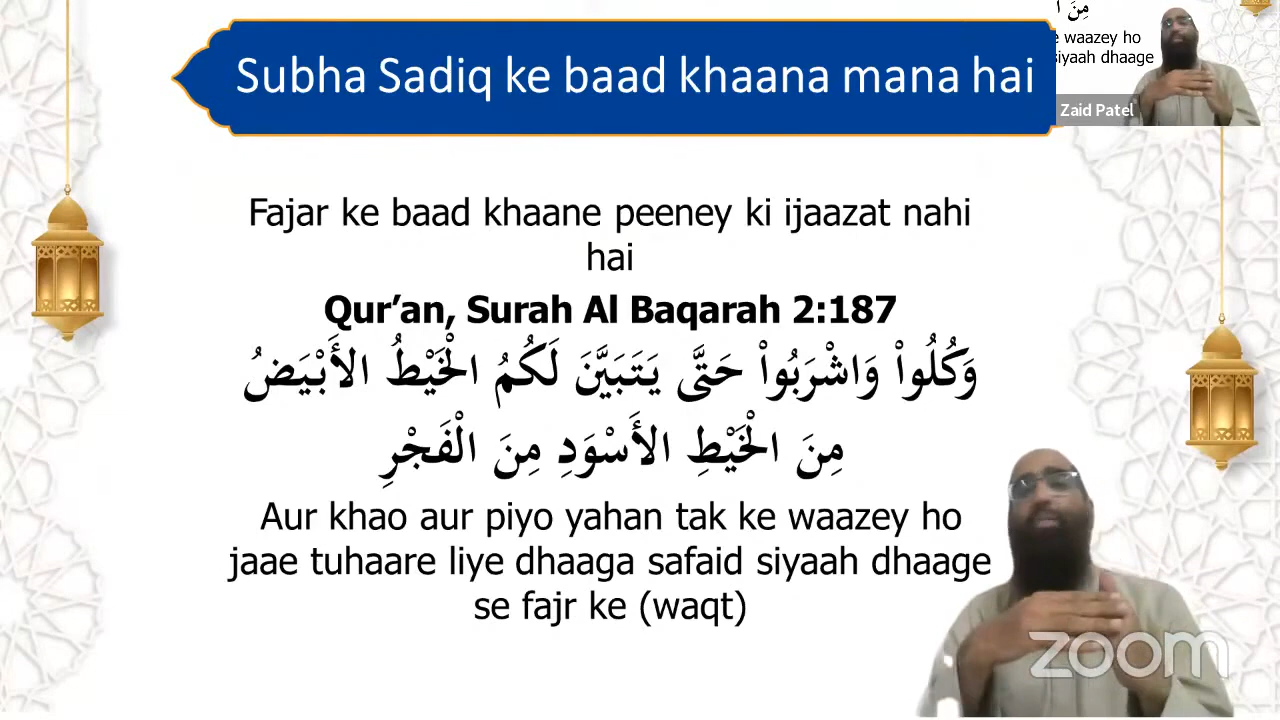 Subha Sadiq ke baad khaana mana hai
مِنَ ا
waazey ho
siyaah dhaage
Zaid Patel
Fajar ke baad khaane peeney ki ijaazat nahi
hai
Qur’an, Surah Al Baqarah 2:187
وَكُلُواْ وَاشْرَبُواْ حَتَّى يَتَبَيَّنَ لَكُمُ الْخَيْطُ الأَبْيَضُ
مِنَ الْخَيْطِ الأَسْوَدِ مِنَ الْفَجْرِ
Aur khao aur piyo yahan tak ke waazey ho
jaae tuhaare liye dhaaga safaid siyaah dhaage
se fajr ke (waqt)
zoom